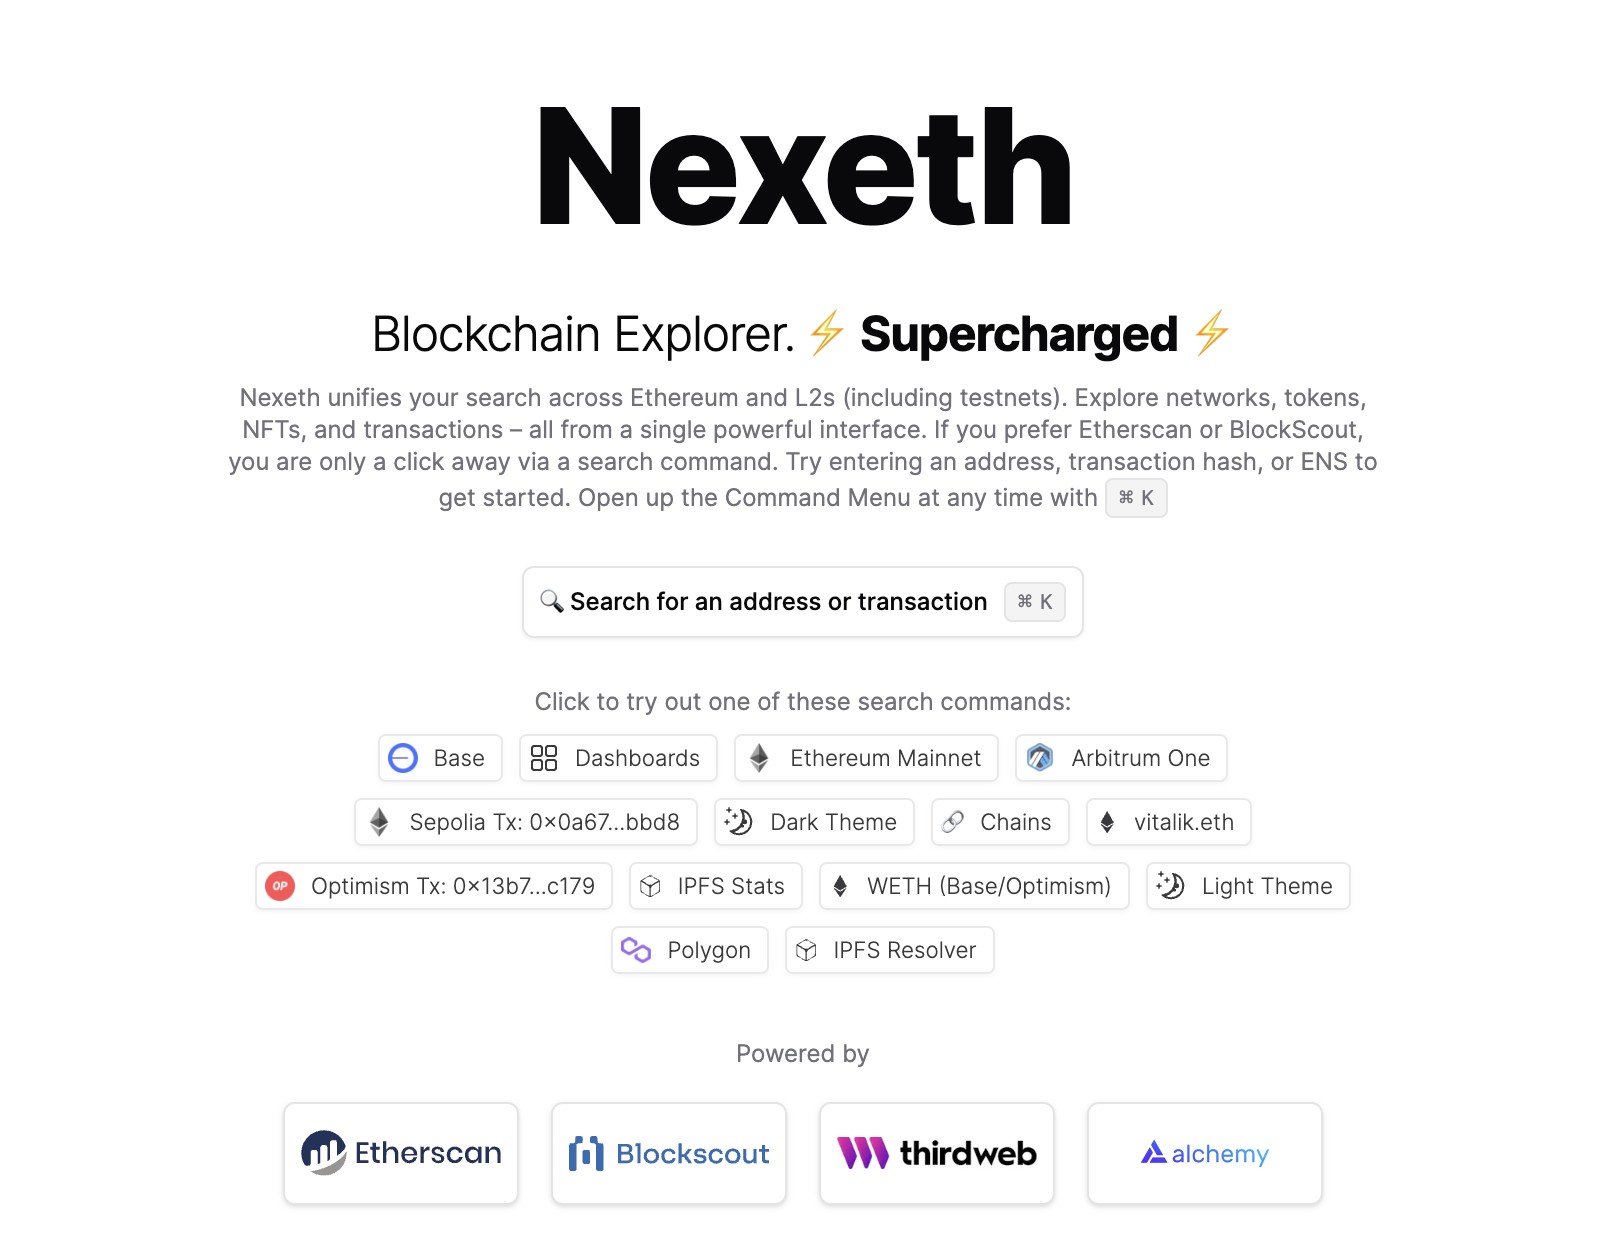 Nexeth
Blockchain Explorer. ⚡ Supercharged ⚡
Nexeth unifies your search across Ethereum and L2s (including testnets). Explore networks, tokens,
NFTs, and transactions – all from a single powerful interface. If you prefer Etherscan or BlockScout,
you are only a click away via a search command. Try entering an address, transaction hash, or ENS to
get started. Open up the Command Menu at any time with ⌘ K
🔍 Search for an address or transaction ⌘ K
Click to try out one of these search commands:
Base Dashboards Ethereum Mainnet Arbitrum One
Sepolia Tx: 0x0a67...bbd8 Dark Theme Chains vitalik.eth
OP Optimism Tx: 0x13b7...c179 IPFS Stats WETH (Base/Optimism) Light Theme
Polygon IPFS Resolver
Powered by
Etherscan Blockscout thirdweb alchemy